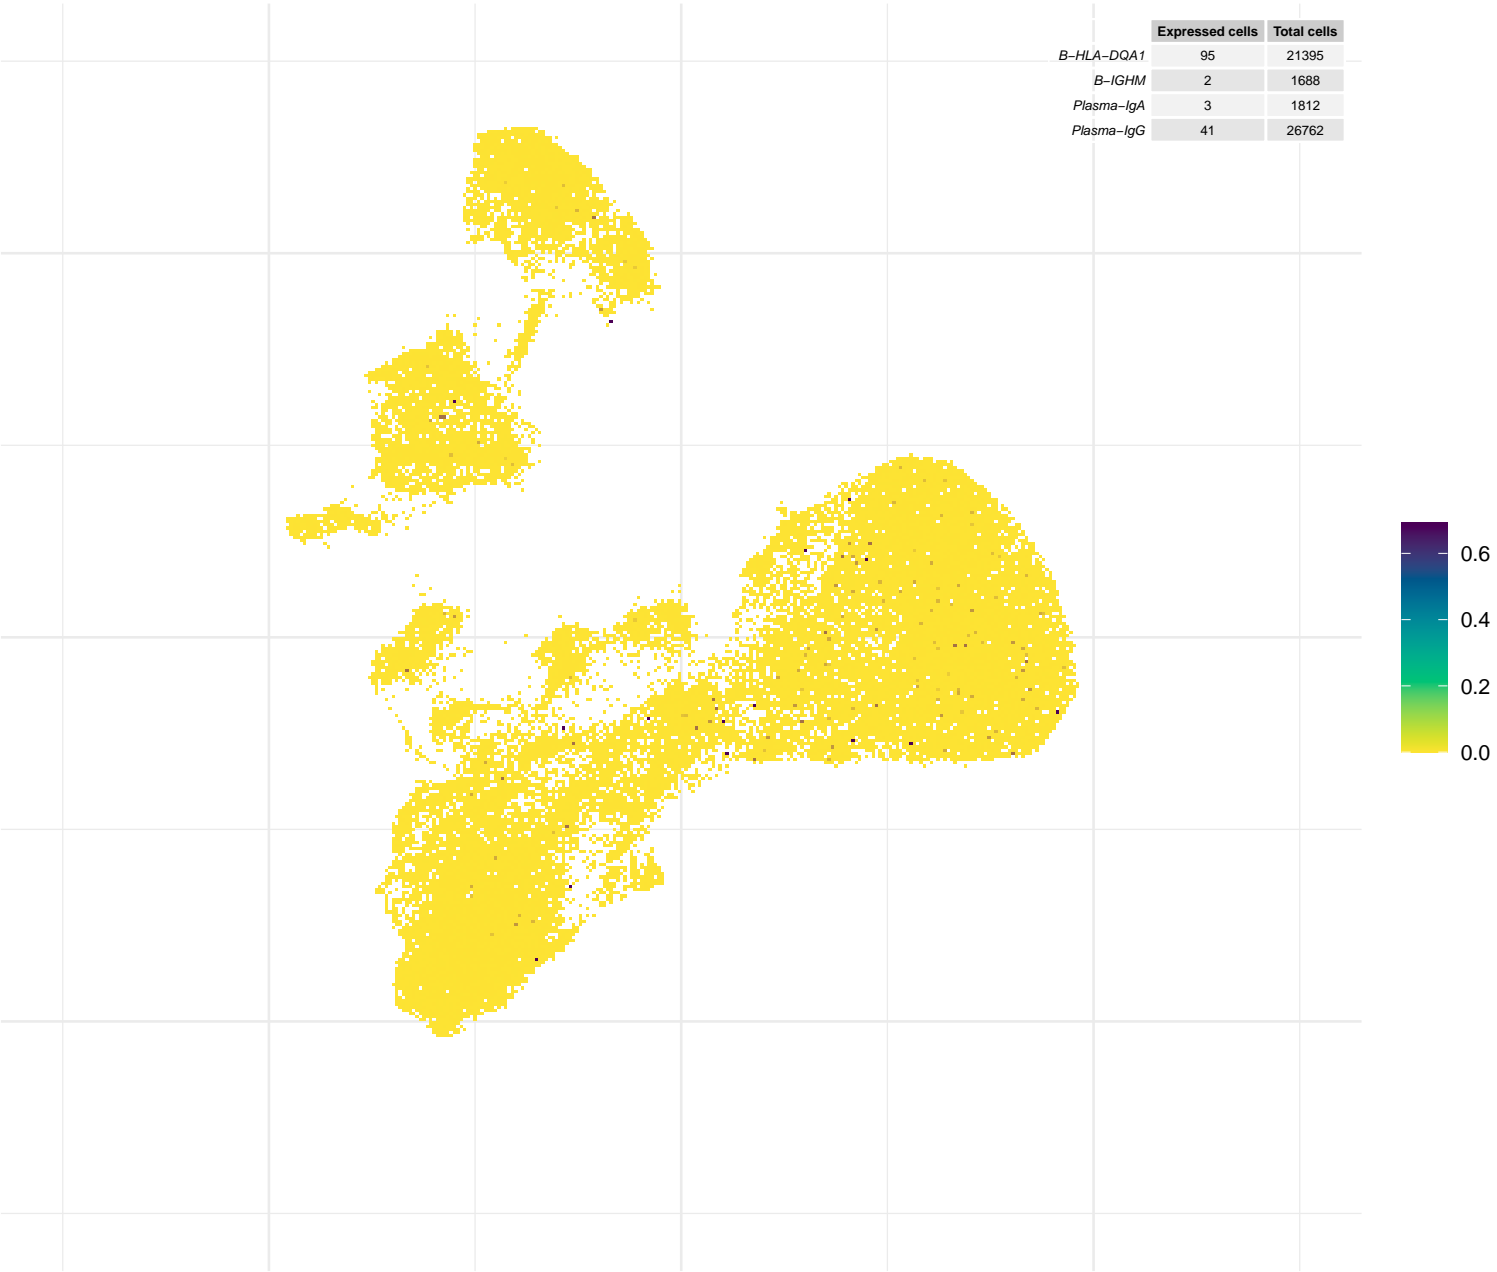 Expressed cells Total cells
B−HLA−DQA1 95 21395
B−IGHM 2 1688
Plasma−IgA 3 1812
Plasma−IgG 41 26762
0.6
0.4
0.2
0.0